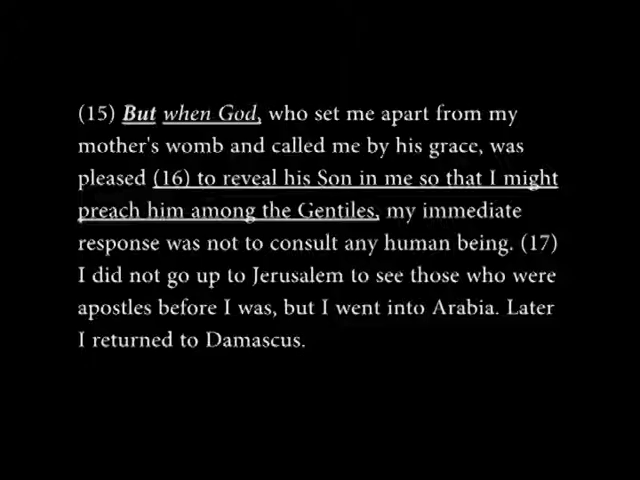 (15) But when God, who set me apart from my
mother's womb and called me by his grace, was
pleased (16) to reveal his Son in me so that I might
preach him among the Gentiles, my immediate
response was not to consult any human being. (17)
I did not go up to Jerusalem to see those who were
apostles before I was, but I went into Arabia. Later
I returned to Damascus.